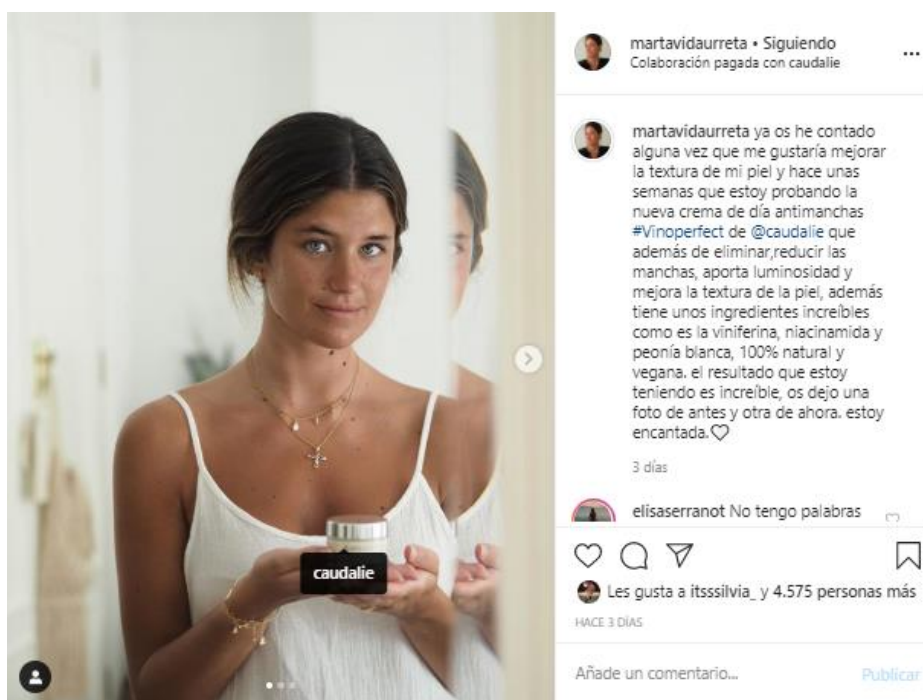 martavidaurreta • Siguiendo
Colaboración pagada con caudalie
martavidaurreta ya os he contado
alguna vez que me gustaría mejorar
la textura de mi piel y hace unas
semanas que estoy probando la
nueva crema de día antimanchas
#Vinoperfect de @caudalie que
además de eliminar,reducir las
manchas, aporta luminosidad y
mejora la textura de la piel, además
tiene unos ingredientes increíbles
como es la viniferina, niacinamida y
peonía blanca, 100% natural y
vegana. el resultado que estoy
teniendo es increíble, os dejo una
foto de antes y otra de ahora. estoy
encantada.
3 días
elisaserranot No tengo palabras
caudalie
Les gusta a itsssilvia_ y 4.575 personas más
HACE 3 DÍAS
Añade un comentario...
Publicar